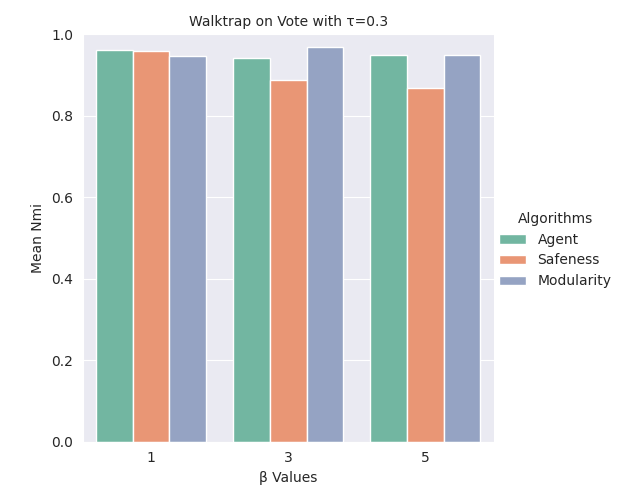 Walktrap on Vote with τ=0.3
1.0
0.8
0.6
0.4
0.2
0.0
Mean Nmi
1 3 5
β Values
Algorithms
Agent
Safeness
Modularity